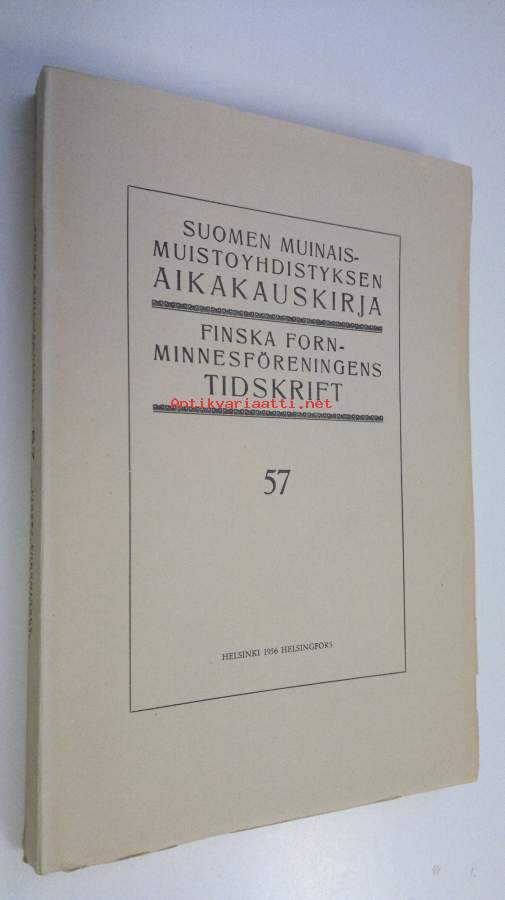 SUOMEN MUINAIS-
MUISTOYHDISTYKSEN
AIKAKAUSKIRJA
FINSKA FORN-
MINNESFÖRENINGENS
TIDSKRIFT
Antikvariaatti.net
57
HELSINKI 1956 HELSINGFORS